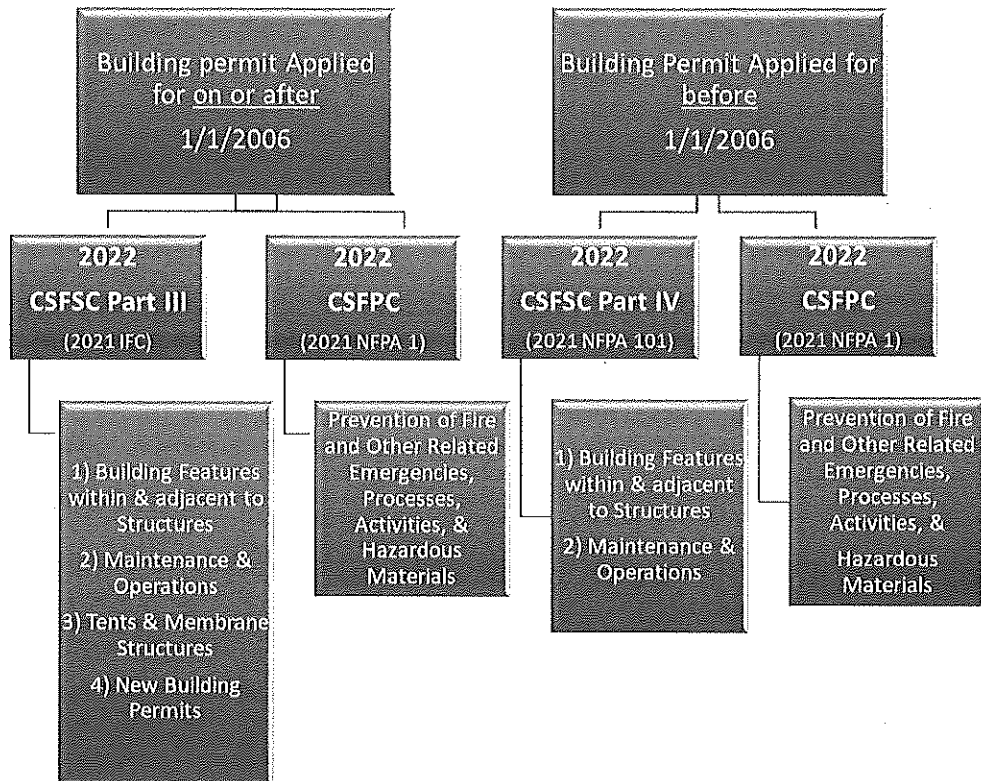 Building permit Applied
for on or after
1/1/2006
Building Permit Applied for
before
1/1/2006
2022
CSFSC Part III
(2021 IFC)
2022
CSFPC
(2021 NFPA 1)
2022
CSFSC Part IV
(2021 NFPA 101)
2022
CSFPC
(2021 NFPA 1)
1) Building Features
within & adjacent to
Structures
2) Maintenance &
Operations
3) Tents & Membrane
Structures
4) New Building
Permits
Prevention of Fire
and Other Related
Emergencies,
Processes,
Activities, &
Hazardous
Materials
1) Building Features
within & adjacent to
to Structures
2) Maintenance &
Operations
Prevention of Fire
and Other Related
Emergencies,
Processes,
Activities, &
Hazardous
Materials